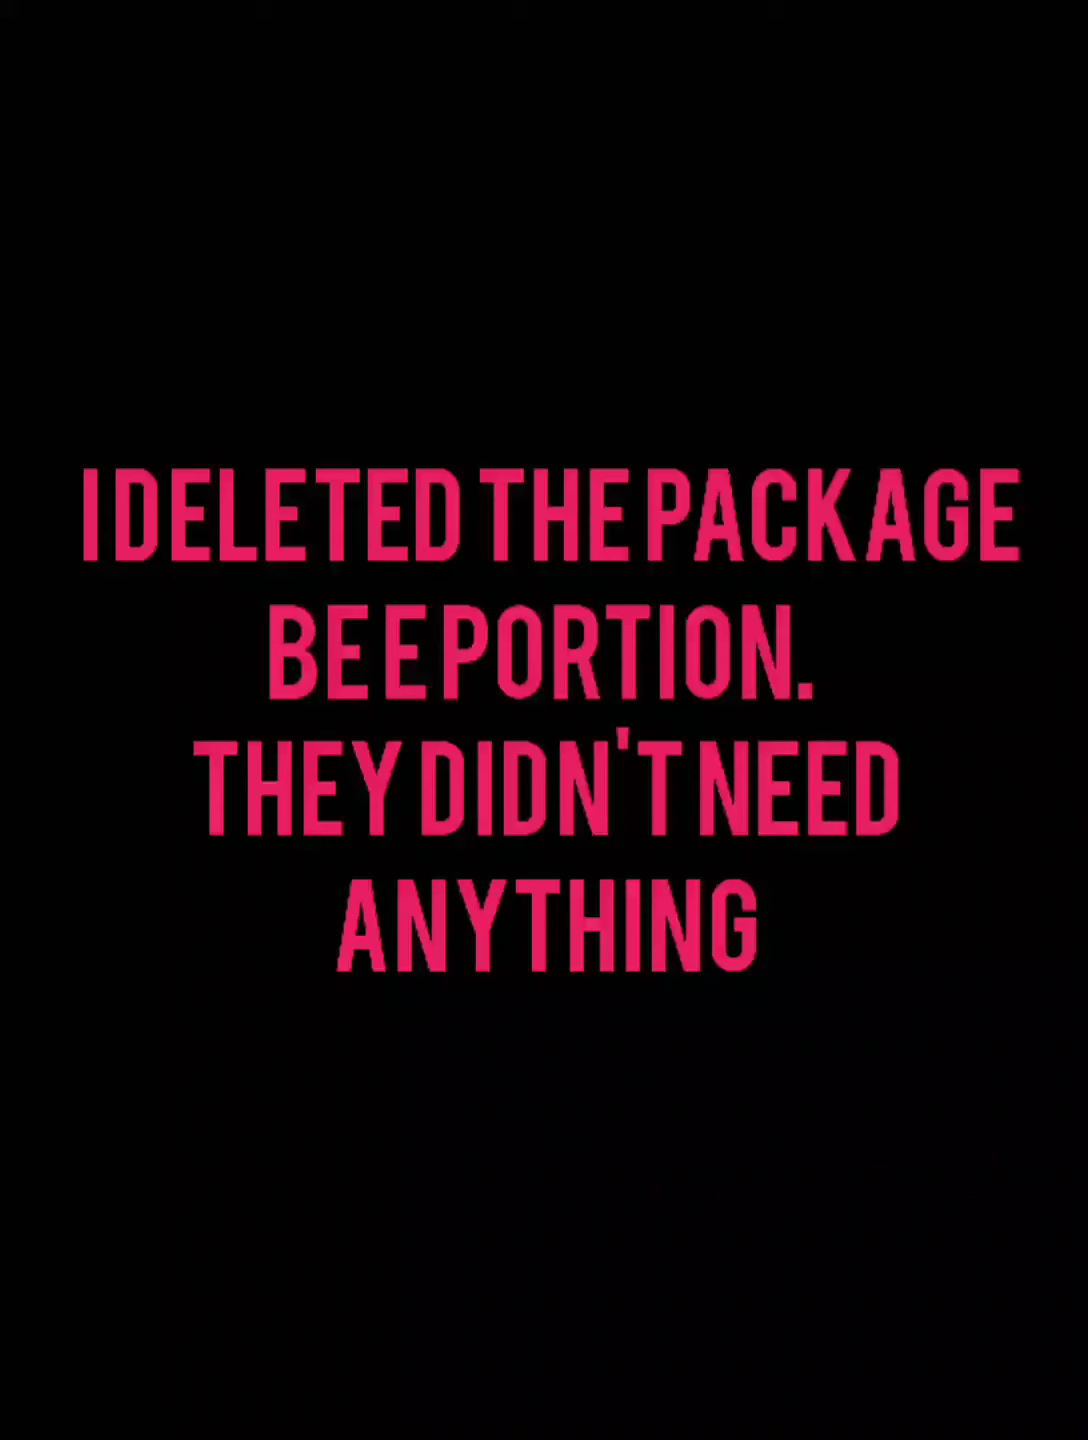 I DELETED THE PACKAGE
BEE PORTION.
THEY DIDN'T NEED
ANYTHING